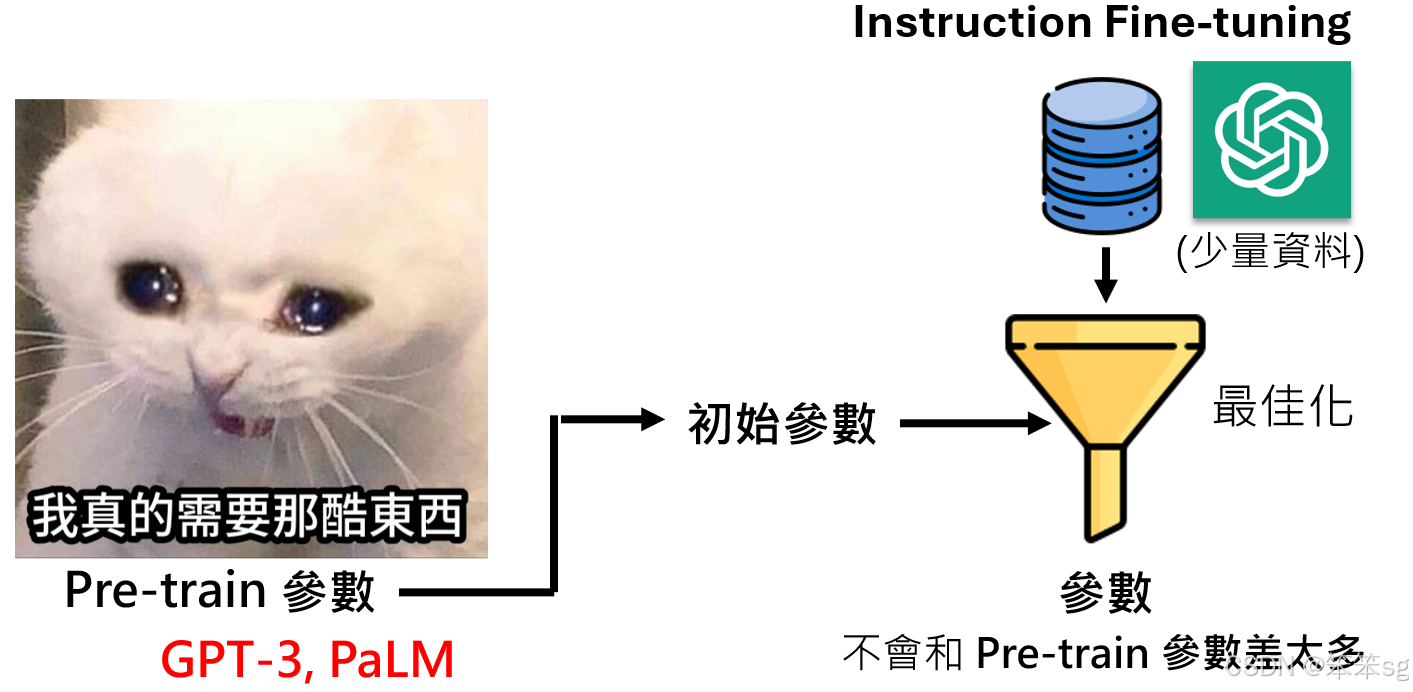 Instruction Fine-tuning
(少量資料)
最佳化
初始參數
我真的需要那酷東西
Pre-train 參數
GPT-3, PaLM
參數
不會和 Pre-train 參數差太多
CSDN @笨笨sg